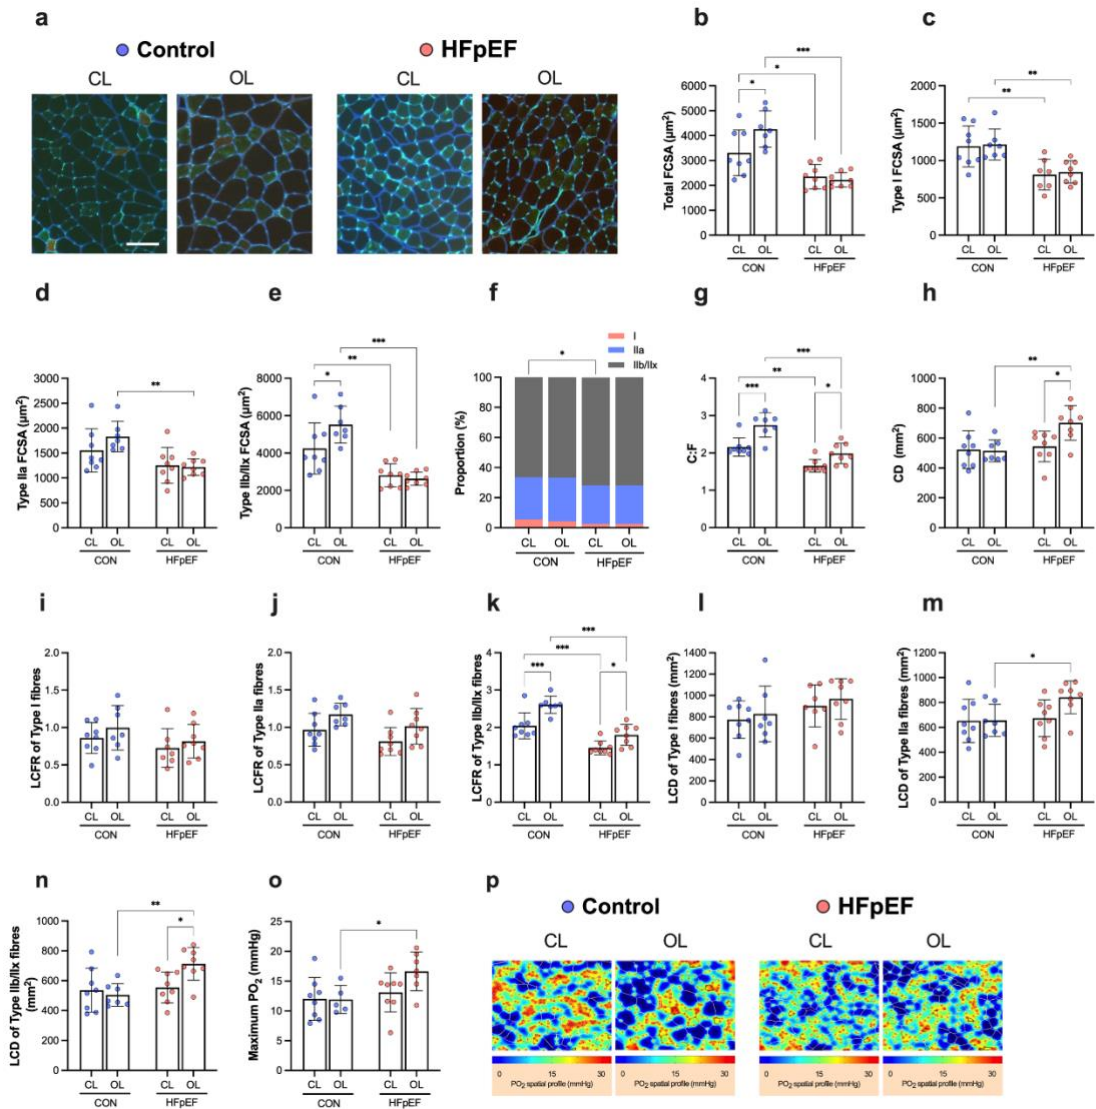 a
Control
HFpEF
CL
OL
CL
OL
b
***
*
*
Total FCSA (µm²)
6000
5000
4000
3000
2000
1000
0
CL
OL
CL
OL
CON
HFpEF
c
**
**
Type I FCSA (µm²)
2000
1500
1000
500
0
CL
OL
CL
OL
CON
HFpEF
d
**
Type IIa FCSA (µm²)
3000
2500
2000
1500
1000
500
0
CL
OL
CL
OL
CON
HFpEF
e
***
**
*
Type IIb/IIx FCSA (µm²)
8000
6000
4000
2000
0
CL
OL
CL
OL
CON
HFpEF
f
I
IIa
IIb/IIx
*
Proportion (%)
100
80
60
40
20
0
CL
OL
CL
OL
CON
HFpEF
g
***
**
***
*
C:F
4
3
2
1
0
CL
OL
CL
OL
CON
HFpEF
h
**
*
CD (mm²)
1000
800
600
400
200
0
CL
OL
CL
OL
CON
HFpEF
i
LCFR of Type I fibres
2.0
1.5
1.0
0.5
0.0
CL
OL
CL
OL
CON
HFpEF
j
LCFR of Type IIa fibres
2.0
1.5
1.0
0.5
0.0
CL
OL
CL
OL
CON
HFpEF
k
***
***
***
*
LCFR of Type IIb/IIx fibres
4
3
2
1
0
CL
OL
CL
OL
CON
HFpEF
l
LCD of Type I fibres (mm²)
1400
1200
1000
800
600
400
200
0
CL
OL
CL
OL
CON
HFpEF
m
*
LCD of Type IIa fibres (mm²)
1200
1000
800
600
400
200
0
CL
OL
CL
OL
CON
HFpEF
n
**
*
LCD of Type IIb/IIx fibres
(mm²)
1000
800
600
400
200
0
CL
OL
CL
OL
CON
HFpEF
o
*
Maximum PO₂ (mmHg)
25
20
15
10
5
0
CL
OL
CL
OL
CON
HFpEF
p
Control
HFpEF
CL
OL
CL
OL
0 15 30
PO₂ spatial profile (mmHg)
0 15 30
PO₂ spatial profile (mmHg)
0 15 30
PO₂ spatial profile (mmHg)
0 15 30
PO₂ spatial profile (mmHg)